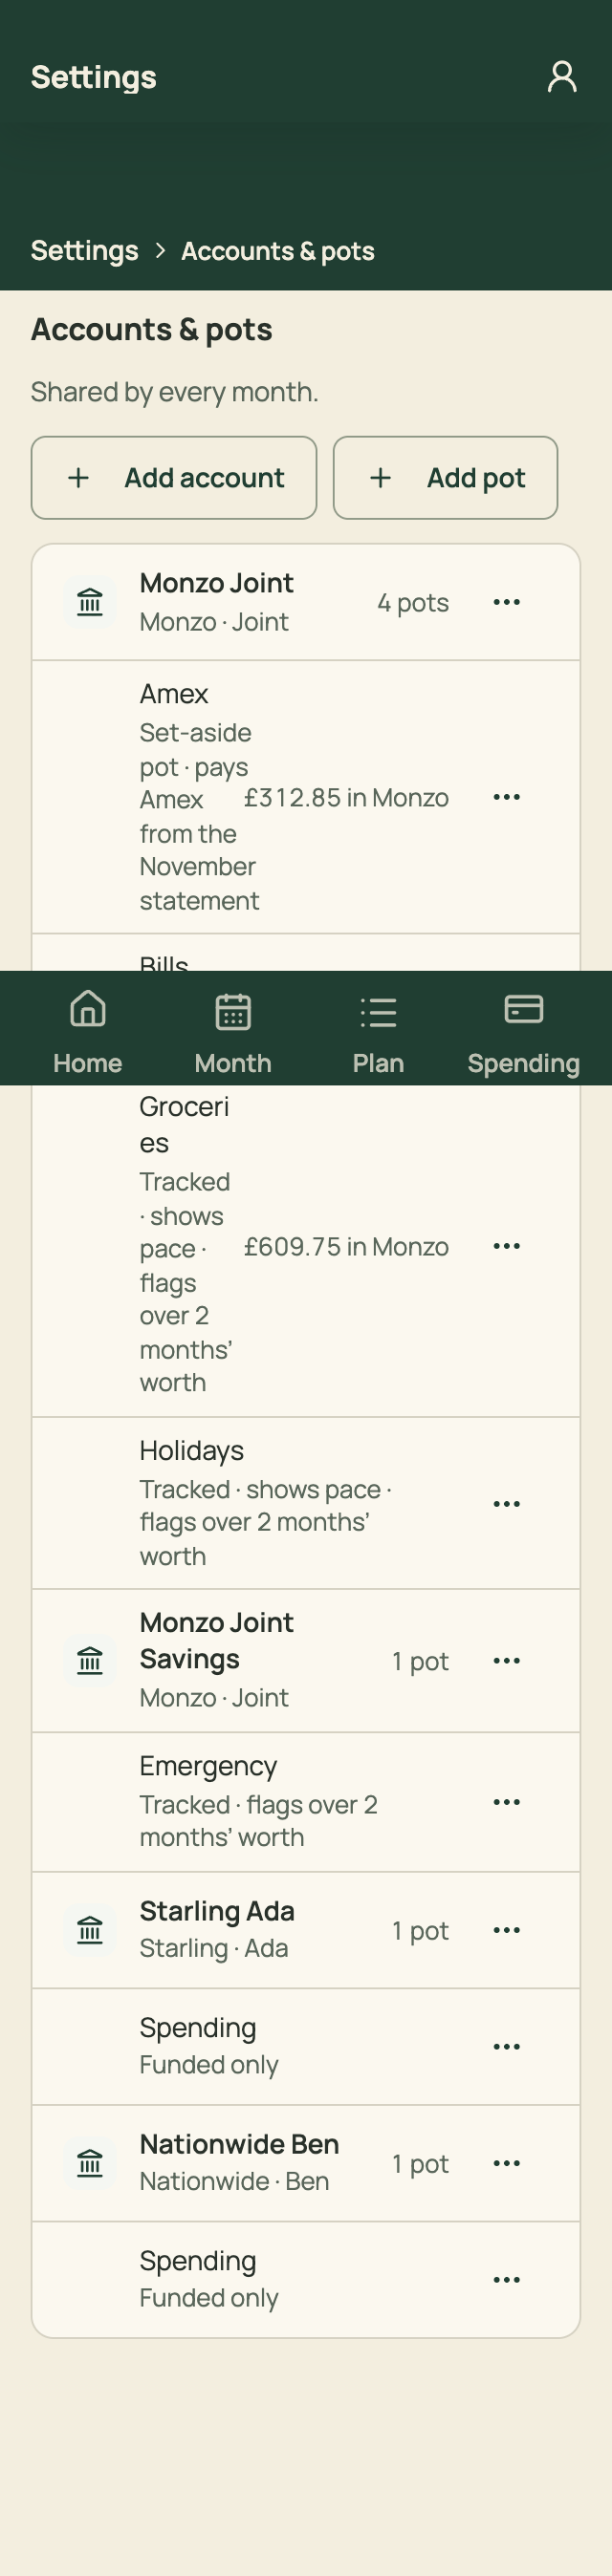 Settings
Settings > Accounts & pots
Accounts & pots
Shared by every month.
+ Add account
+ Add pot
Monzo Joint
Monzo · Joint
4 pots
Amex
Set-aside
pot · pays
Amex
from the
November
statement
£312.85 in Monzo
Bills
Home
Month
Plan
Spending
Groceri
es
Tracked
· shows
pace ·
flags
over 2
months’
worth
£609.75 in Monzo
Holidays
Tracked · shows pace ·
flags over 2 months’
worth
Monzo Joint
Savings
Monzo · Joint
1 pot
Emergency
Tracked · flags over 2
months’ worth
Starling Ada
Starling · Ada
1 pot
Spending
Funded only
Nationwide Ben
Nationwide · Ben
1 pot
Spending
Funded only